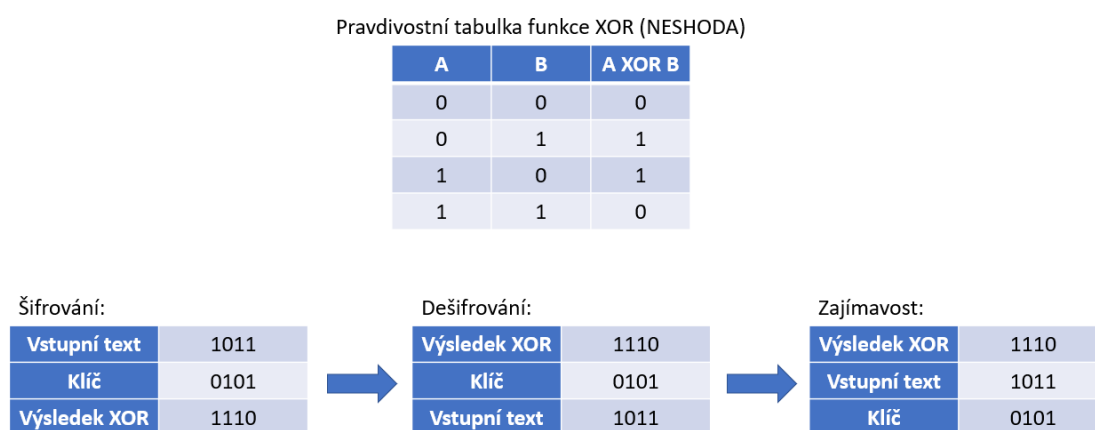 Pravdivostní tabulka funkce XOR (NESHODA)
A B A XOR B
0 0 0
0 1 1
1 0 1
1 1 0
Šifrování:
Vstupní text 1011
Klíč 0101
Výsledek XOR 1110
Dešifrování:
Výsledek XOR 1110
Klíč 0101
Vstupní text 1011
Zajímavost:
Výsledek XOR 1110
Vstupní text 1011
Klíč 0101